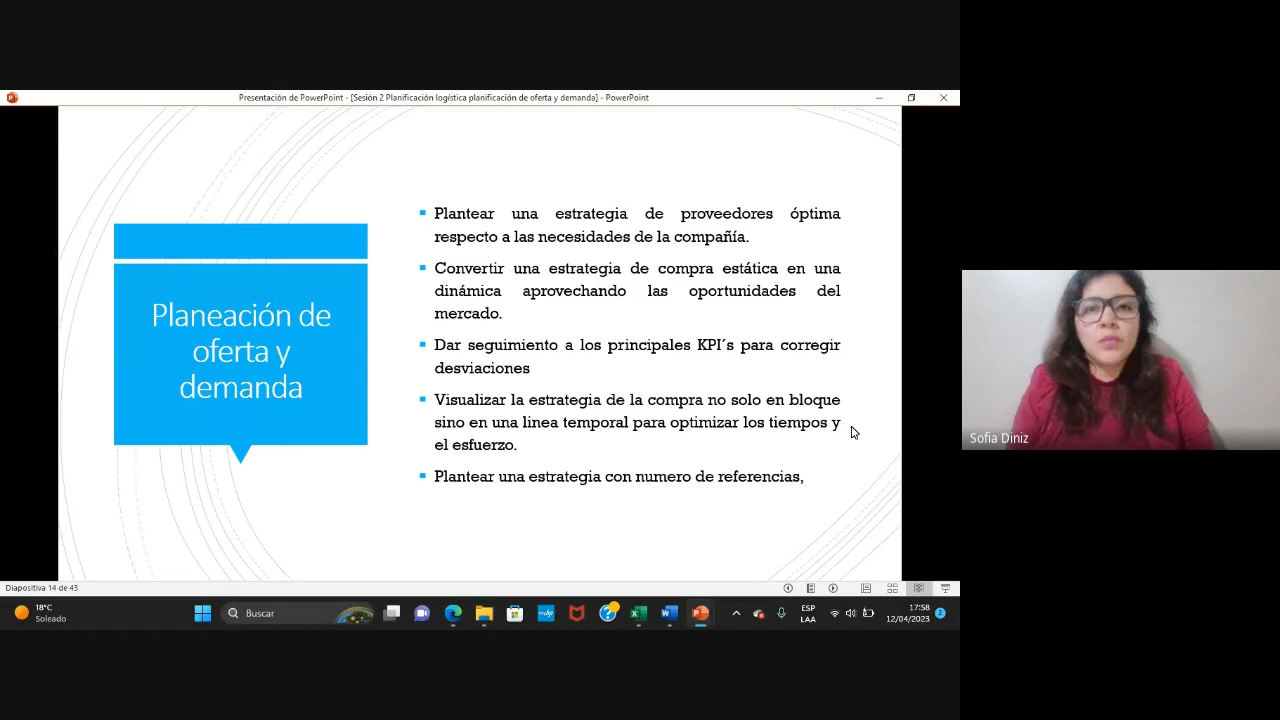 Presentación de PowerPoint - [Sesión 2 Planificación logística planificación de oferta y demanda] - PowerPoint
Planeación de
oferta y
demanda
Plantear una estrategia de proveedores óptima
respecto a las necesidades de la compañía.
Convertir una estrategia de compra estática en una
dinámica aprovechando las oportunidades del
mercado.
Dar seguimiento a los principales KPI´s para corregir
desviaciones
Visualizar la estrategia de la compra no solo en bloque
sino en una linea temporal para optimizar los tiempos y
el esfuerzo.
Plantear una estrategia con numero de referencias,
Sofia Diniz
Diapositiva 14 de 43
18°C
Soleado
Buscar
ESP
LAA
17:58
12/04/2023
2